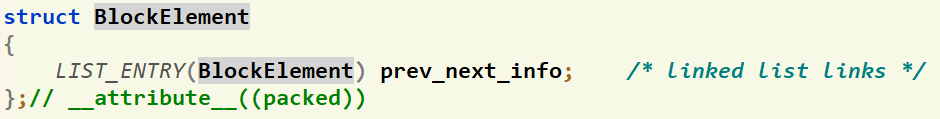 struct BlockElement
{
    LIST_ENTRY(BlockElement) prev_next_info;    /* linked list links */
};// __attribute__((packed))